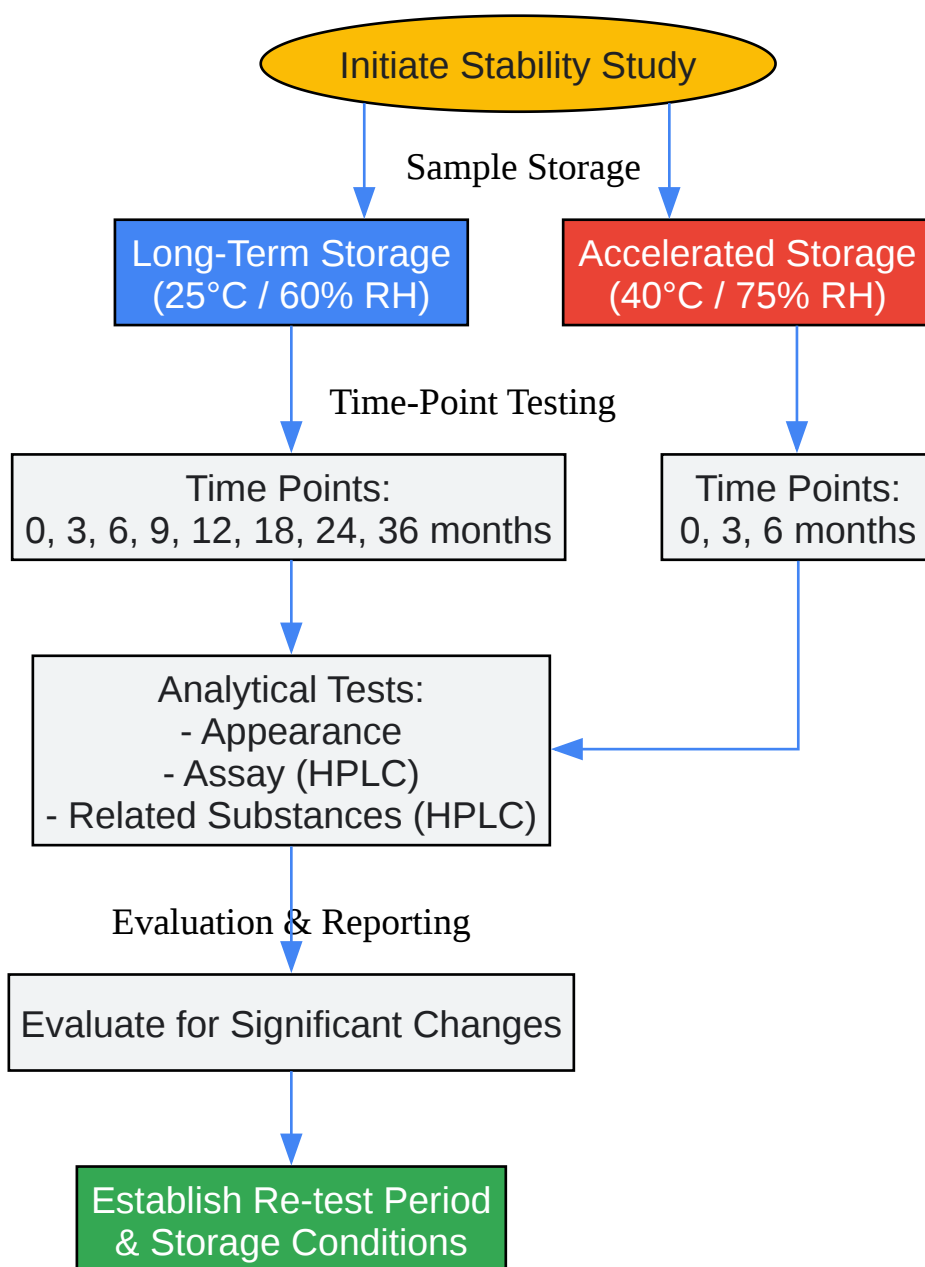 Initiate Stability Study
Sample Storage
Long-Term Storage
(25°C / 60% RH)
Accelerated Storage
(40°C / 75% RH)
Time-Point Testing
Time Points:
0, 3, 6, 9, 12, 18, 24, 36 months
Time Points:
0, 3, 6 months
Analytical Tests:
- Appearance
- Assay (HPLC)
- Related Substances (HPLC)
Evaluation & Reporting
Evaluate for Significant Changes
Establish Re-test Period
& Storage Conditions